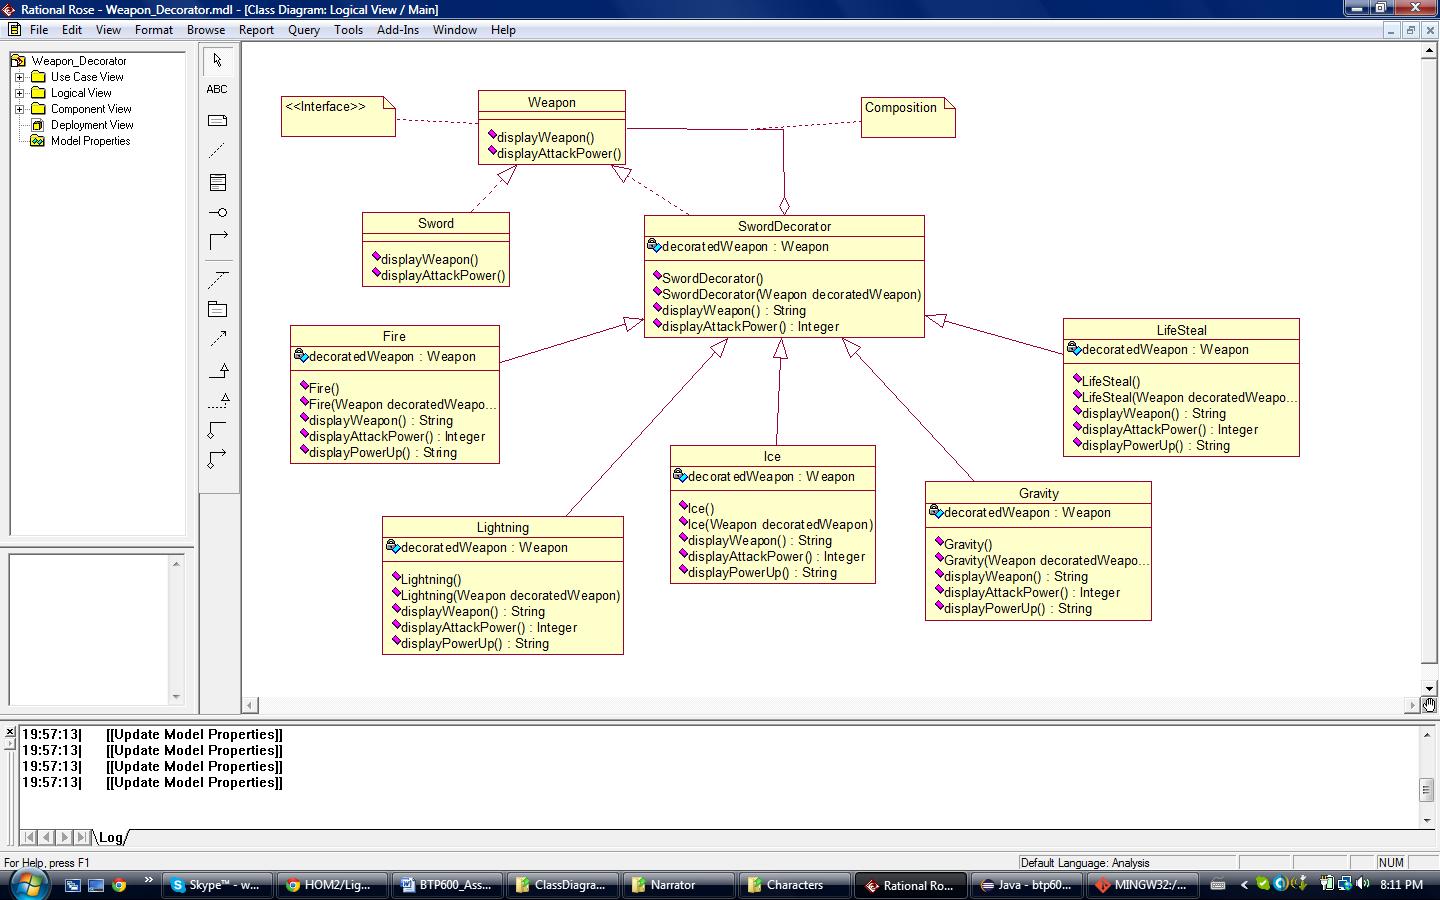 Rational Rose - Weapon_Decorator.mdl - [Class Diagram: Logical View / Main]
File Edit View Format Browse Report Query Tools Add-Ins Window Help
Weapon_Decorator
Use Case View
Logical View
Component View
Deployment View
Model Properties
ABC
<<Interface>>
Weapon
displayWeapon()
displayAttackPower()
Composition
Sword
displayWeapon()
displayAttackPower()
SwordDecorator
decoratedWeapon : Weapon
SwordDecorator()
SwordDecorator(Weapon decoratedWeapon)
displayWeapon() : String
displayAttackPower() : Integer
Fire
decoratedWeapon : Weapon
Fire()
Fire(Weapon decoratedWeapo...
displayWeapon() : String
displayAttackPower() : Integer
displayPowerUp() : String
LifeSteal
decoratedWeapon : Weapon
LifeSteal()
LifeSteal(Weapon decoratedWeapo...
displayWeapon() : String
displayAttackPower() : Integer
displayPowerUp() : String
Lightning
decoratedWeapon : Weapon
Lightning()
Lightning(Weapon decoratedWeapon)
displayWeapon() : String
displayAttackPower() : Integer
displayPowerUp() : String
Ice
decoratedWeapon : Weapon
Ice()
Ice(Weapon decoratedWeapon)
displayWeapon() : String
displayAttackPower() : Integer
displayPowerUp() : String
Gravity
decoratedWeapon : Weapon
Gravity()
Gravity(Weapon decoratedWeapo...
displayWeapon() : String
displayAttackPower() : Integer
displayPowerUp() : String
19:57:13| [[Update Model Properties]]
19:57:13| [[Update Model Properties]]
19:57:13| [[Update Model Properties]]
19:57:13| [[Update Model Properties]]
Log
For Help, press F1
Default Language: Analysis
NUM
Skype™ - w...
HOM2/Lig...
BTP600_Ass...
ClassDiagra...
Narrator
Characters
Rational Ro...
Java - btp60...
MINGW32:/...
8:11 PM